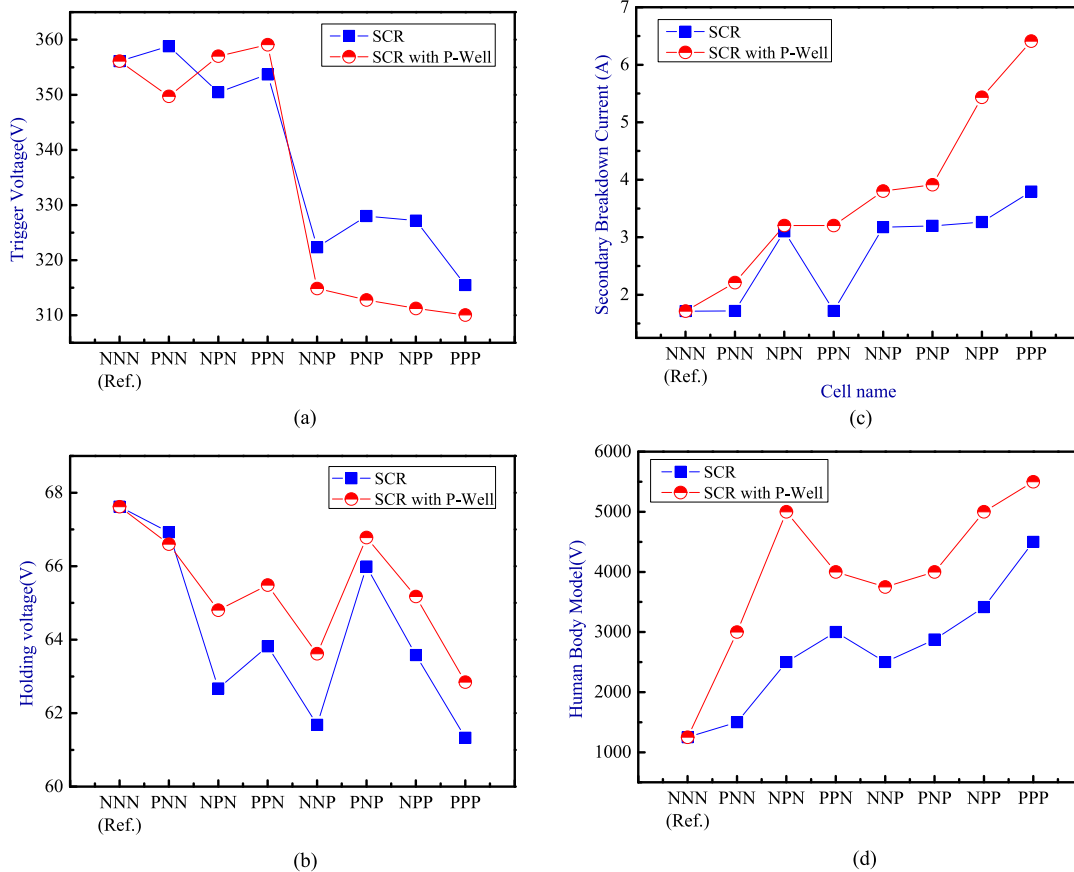 360
350
340
330
320
310
Trigger Voltage(V)
SCR
SCR with P-Well
NNN PNN NPN PPN NNP PNP NPP PPP
(Ref.)
(a)
7
6
5
4
3
2
Secondary Breakdown Current (A)
SCR
SCR with P-Well
NNN PNN NPN PPN NNP PNP NPP PPP
(Ref.)
Cell name
(c)
68
66
64
62
60
Holding voltage(V)
SCR
SCR with P-Well
NNN PNN NPN PPN NNP PNP NPP PPP
(Ref.)
(b)
6000
5000
4000
3000
2000
1000
Human Body Model(V)
SCR
SCR with P-Well
NNN PNN NPN PPN NNP PNP NPP PPP
(Ref.)
(d)